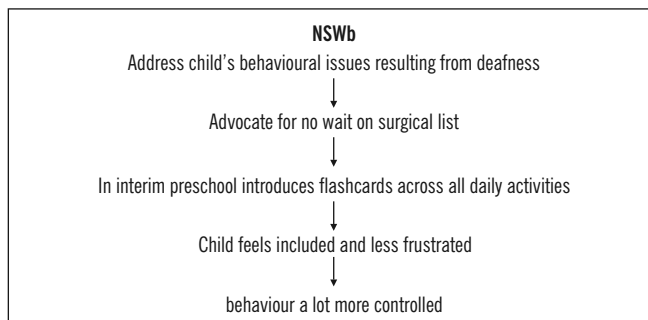 NSWb
Address child’s behavioural issues resulting from deafness
Advocate for no wait on surgical list
In interim preschool introduces flashcards across all daily activities
Child feels included and less frustrated
behaviour a lot more controlled